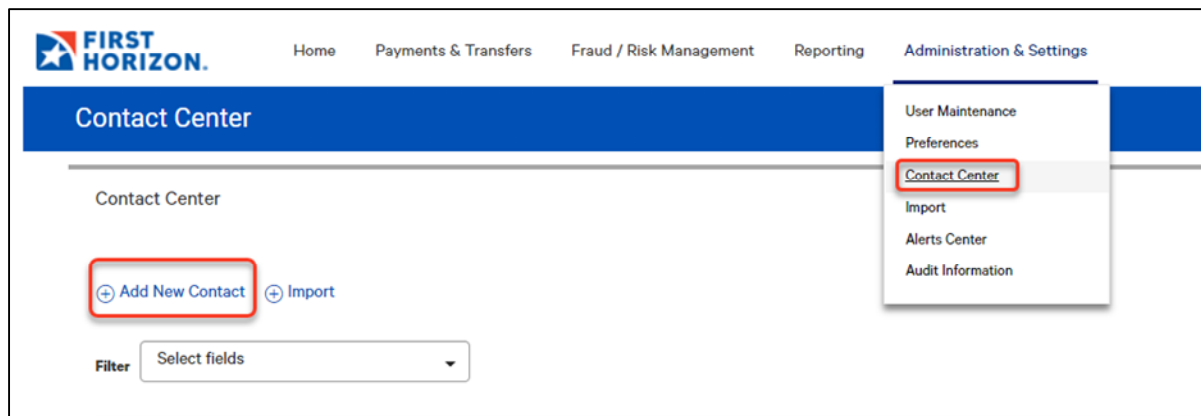 FIRST
HORIZON.
Home Payments & Transfers Fraud / Risk Management Reporting Administration & Settings
Contact Center
User Maintenance
Preferences
Contact Center
Import
Alerts Center
Audit Information
Contact Center
Add New Contact Import
Filter Select fields